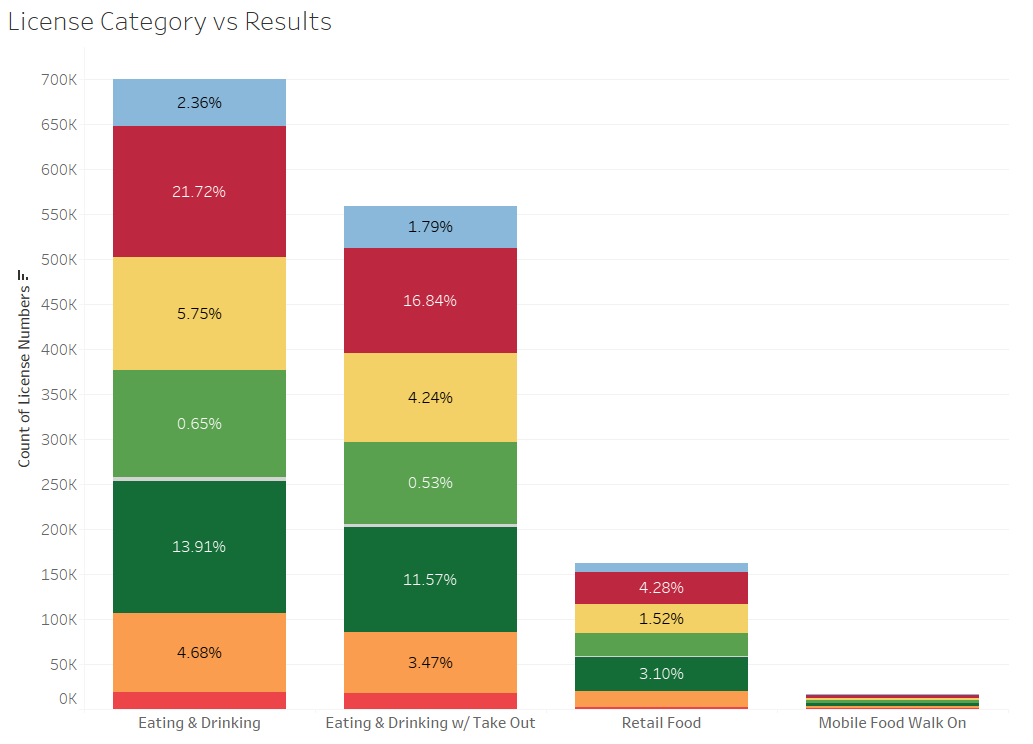 License Category vs Results
Count of License Numbers
700K
650K
600K
550K
500K
450K
400K
350K
300K
250K
200K
150K
100K
50K
0K
2.36%
21.72%
5.75%
0.65%
13.91%
4.68%
1.79%
16.84%
4.24%
0.53%
11.57%
3.47%
4.28%
1.52%
3.10%
Eating & Drinking
Eating & Drinking w/ Take Out
Retail Food
Mobile Food Walk On